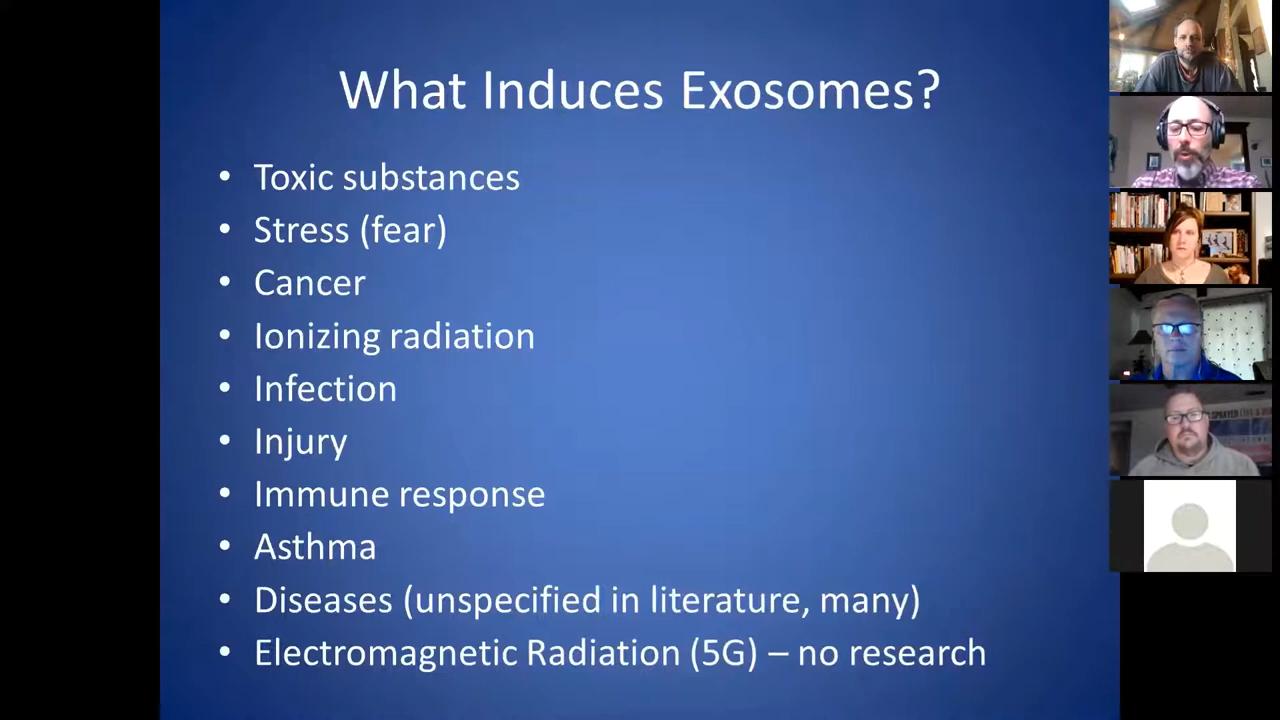 What Induces Exosomes?
• Toxic substances
• Stress (fear)
• Cancer
• Ionizing radiation
• Infection
• Injury
• Immune response
• Asthma
• Diseases (unspecified in literature, many)
• Electromagnetic Radiation (5G) – no research
SPRAYED